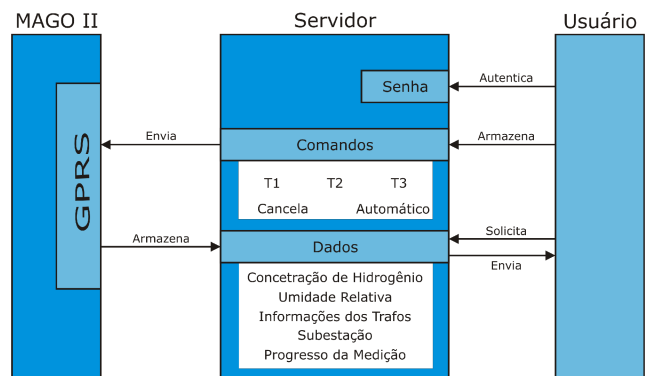 MAGO II
Servidor
Usuário
Senha
Autentica
GPRS
Envia
Comandos
Armazena
T1 T2 T3
Cancela Automático
Armazena
Dados
Solicita
Envia
Concetração de Hidrogênio
Umidade Relativa
Informações dos Trafos
Subestação
Progresso da Medição